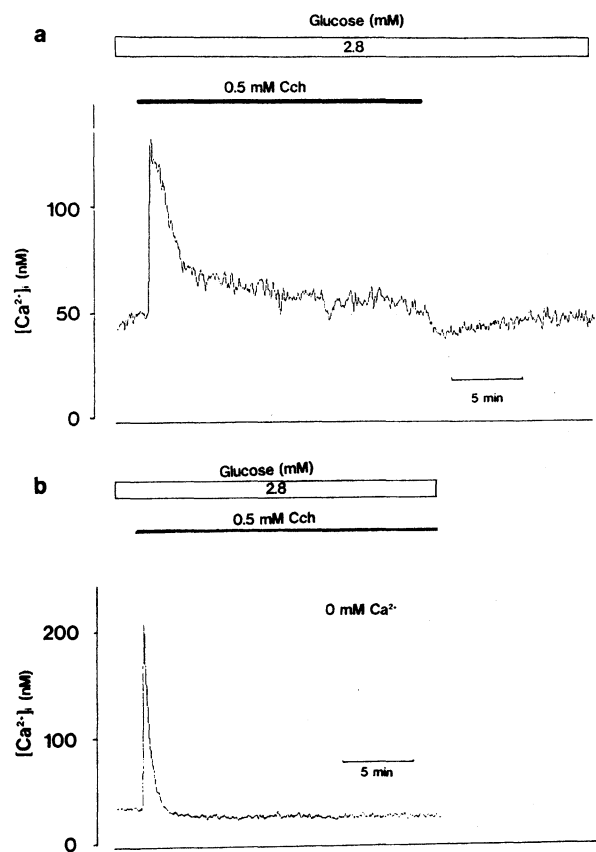 a
Glucose (mM)
2.8
0.5 mM Cch
100
50
0
[Ca²⁺]i (nM)
5 min
b
Glucose (mM)
2.8
0.5 mM Cch
0 mM Ca²⁺
200
100
0
[Ca²⁺]i (nM)
5 min